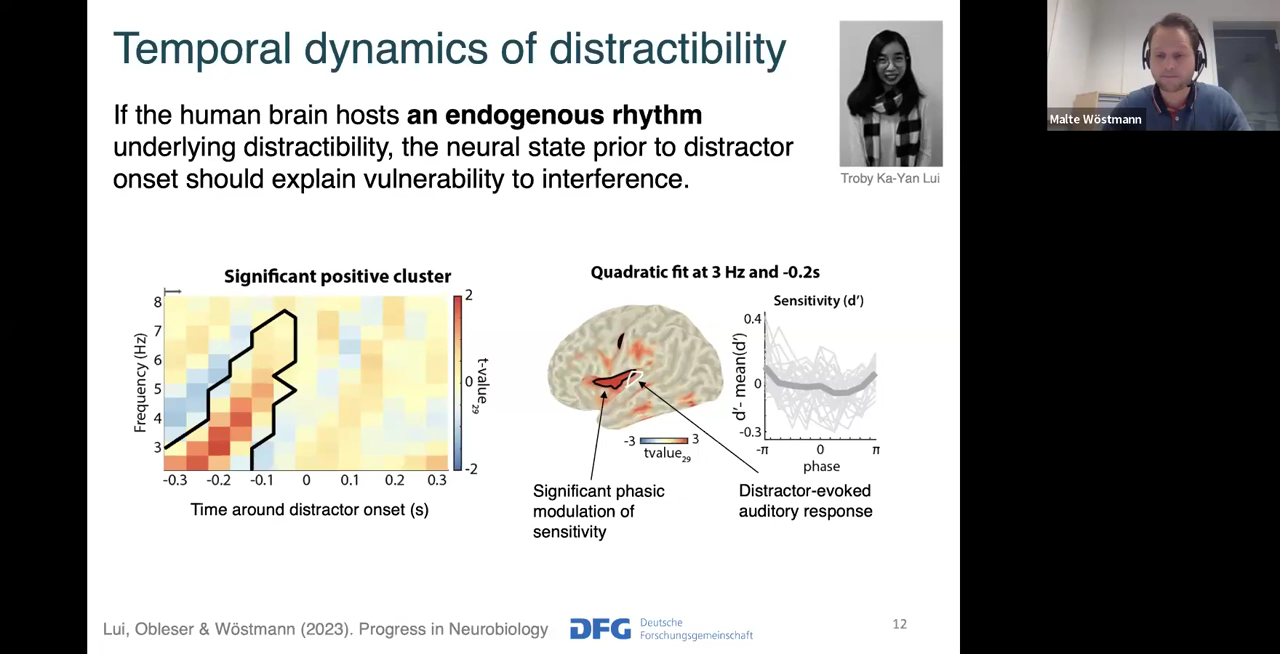 Temporal dynamics of distractibility
If the human brain hosts an endogenous rhythm
underlying distractibility, the neural state prior to distractor
onset should explain vulnerability to interference.
Troby Ka-Yan Lui
Malte Wöstmann
Significant positive cluster
8
7
6
5
4
3
Frequency (Hz)
-0.3 -0.2 -0.1 0 0.1 0.2 0.3
Time around distractor onset (s)
2
0
-2
t-value29
Quadratic fit at 3 Hz and -0.2s
-3 3
tvalue29
Sensitivity (d')
0.4
0
-0.3
d'- mean(d')
-π 0 π
phase
Significant phasic
modulation of
sensitivity
Distractor-evoked
auditory response
Lui, Obleser & Wöstmann (2023). Progress in Neurobiology
DFG Deutsche
Forschungsgemeinschaft
12